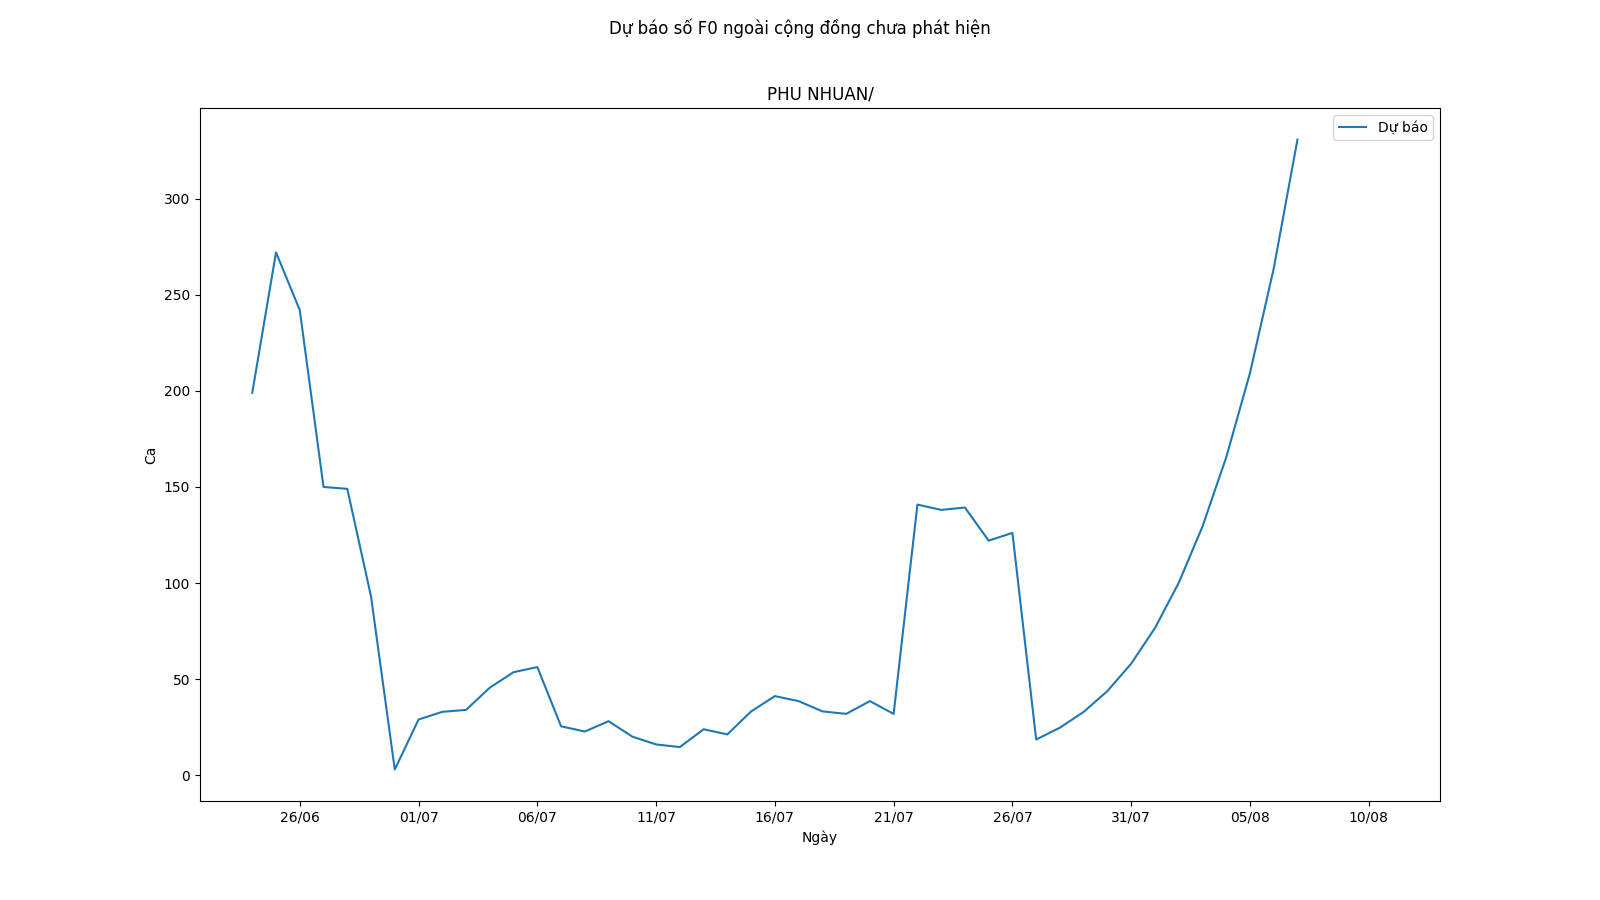 Dự báo số F0 ngoài cộng đồng chưa phát hiện
PHU NHUAN/
Dự báo
300
250
200
150
100
50
0
Ca
26/06 01/07 06/07 11/07 16/07 21/07 26/07 31/07 05/08 10/08
Ngày